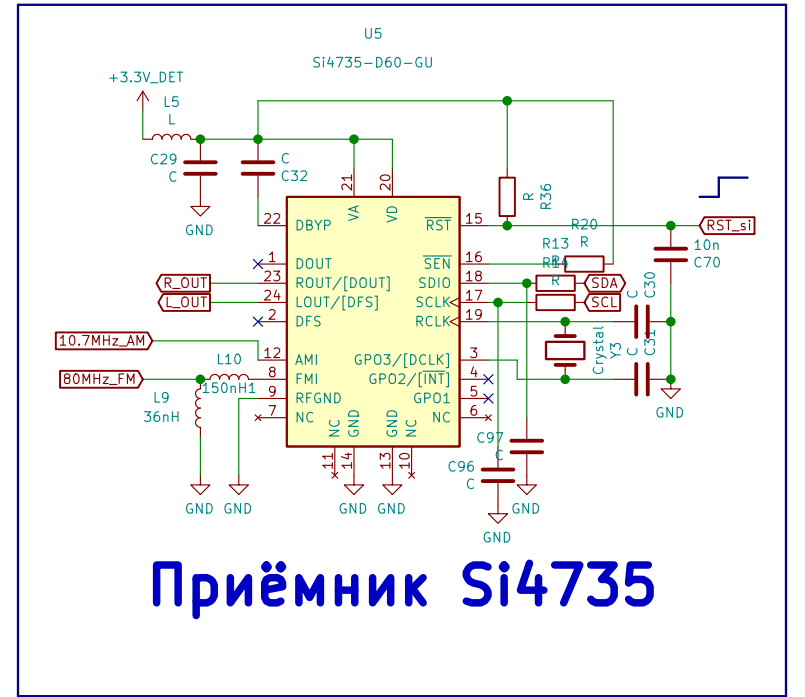 U5
Si4735-D60-GU
+3.3V_DET
L5
L
C29
C
C
C32
GND
21
20
VA
VD
22
DBYP
RST
15
R
R36
R20
R
RST_si
10n
C70
1
DOUT
SEN
16
R13
R
R14
R
R_OUT
23
ROUT/[DOUT]
SDIO
18
SDA
L_OUT
24
LOUT/[DFS]
SCLK
17
SCL
2
DFS
RCLK
19
C
C30
10.7MHz_AM
12
AMI
GPO3/[DCLK]
3
Crystal
Y3
C
C31
80MHz_FM
L10
150nH1
8
FMI
GPO2/[INT]
4
L9
36nH
9
RFGND
GPO1
5
GND
7
NC
NC
6
NC
GND
GND
NC
11
14
13
10
C97
C
C96
C
GND
GND
GND
GND
GND
GND
Приёмник Si4735